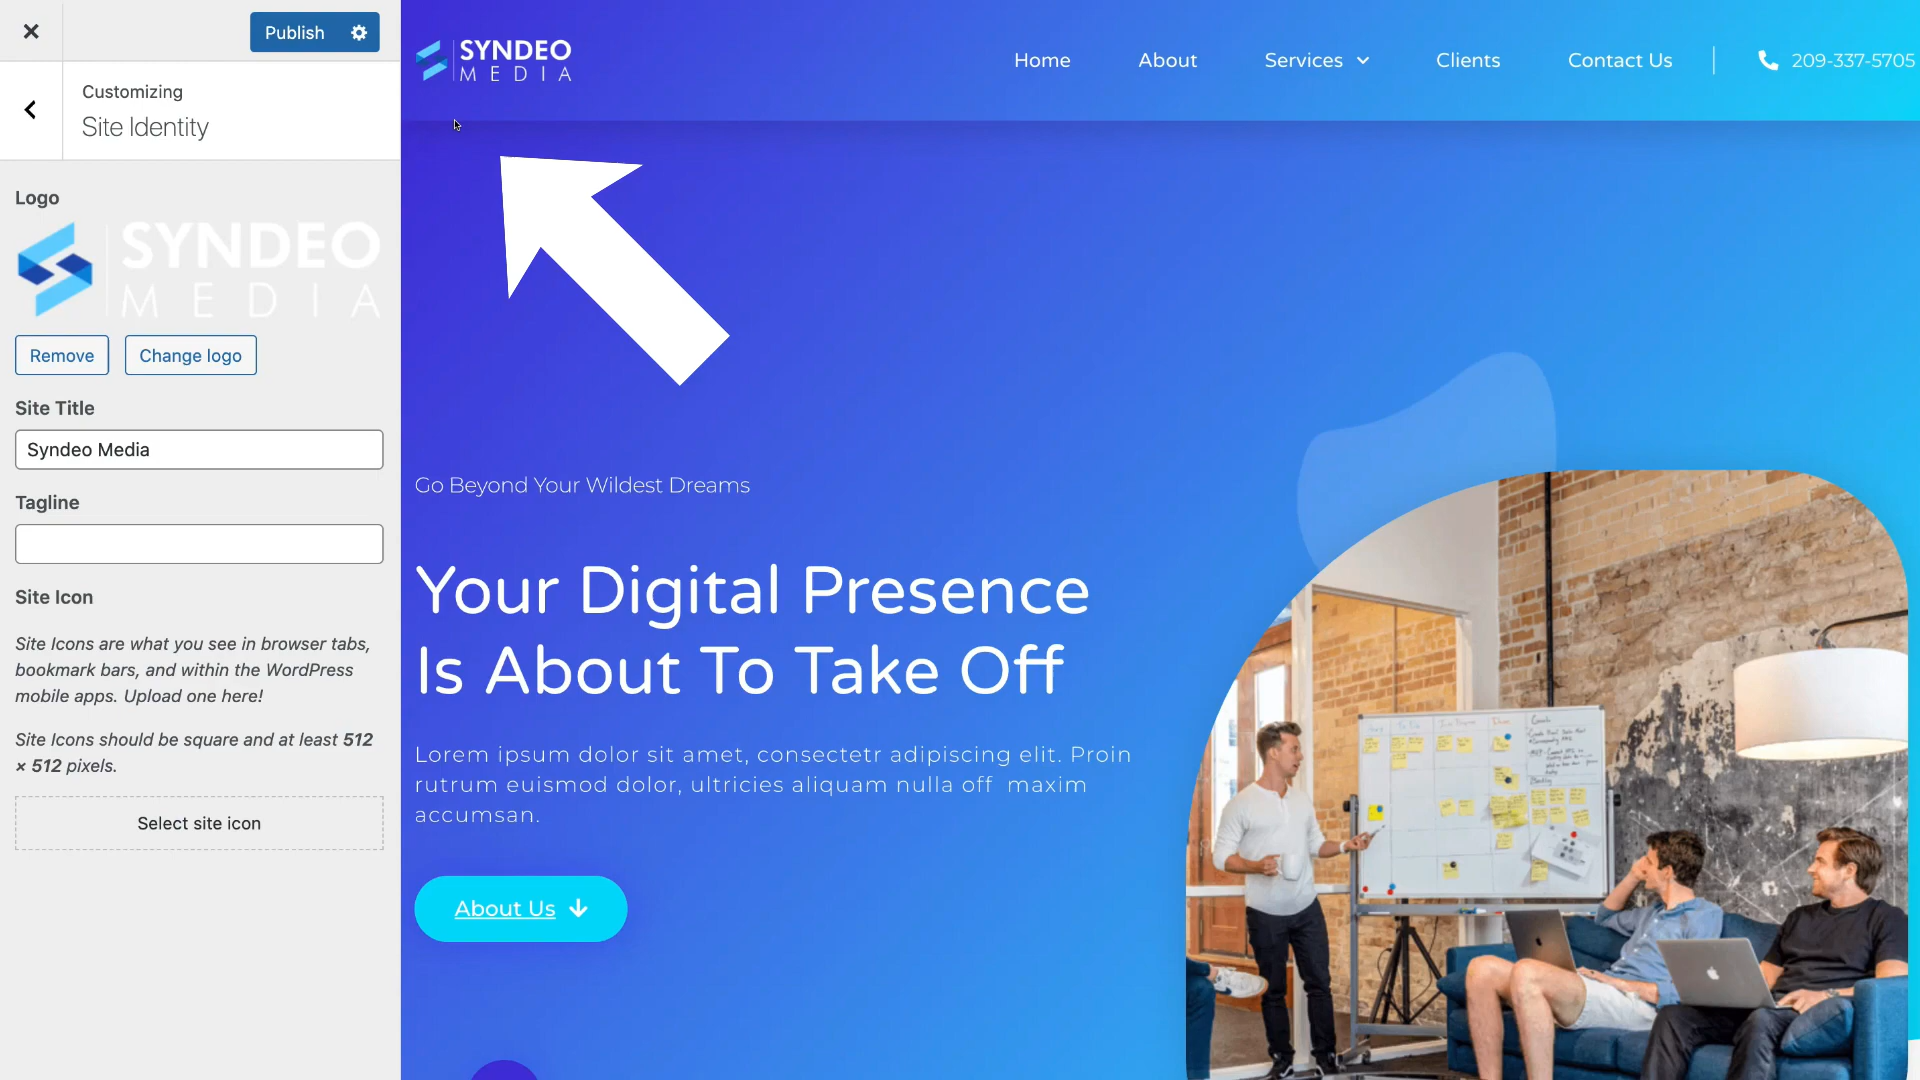 Publish
Customizing
Site Identity
Logo
SYNDEO
MEDIA
Remove
Change logo
Site Title
Syndeo Media
Tagline
Site Icon
Site Icons are what you see in browser tabs,
bookmark bars, and within the WordPress
mobile apps. Upload one here!
Site Icons should be square and at least 512
× 512 pixels.
Select site icon
SYNDEO
MEDIA
Home
About
Services
Clients
Contact Us
209-337-5705
Go Beyond Your Wildest Dreams
Your Digital Presence
Is About To Take Off
Lorem ipsum dolor sit amet, consectetr adipiscing elit. Proin
rutrum euismod dolor, ultricies aliquam nulla off maxim
accumsan.
About Us